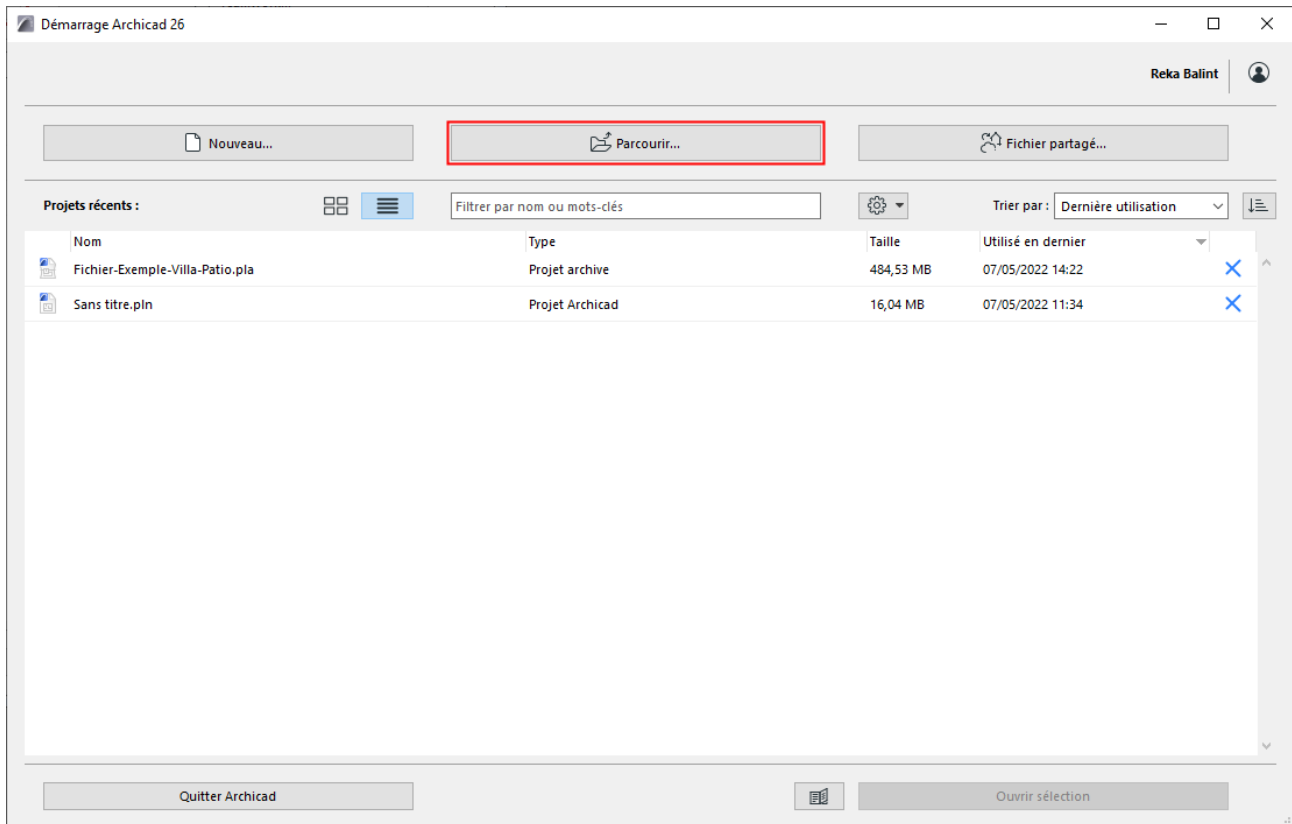 Démarrage Archicad 26
Reka Balint
Nouveau...
Parcourir...
Fichier partagé...
Projets récents :
Filtrer par nom ou mots-clés
Trier par : Dernière utilisation
Nom Type Taille Utilisé en dernier
Fichier-Exemple-Villa-Patio.pla Projet archive 484,53 MB 07/05/2022 14:22
Sans titre.pln Projet Archicad 16,04 MB 07/05/2022 11:34
Quitter Archicad
Ouvrir sélection